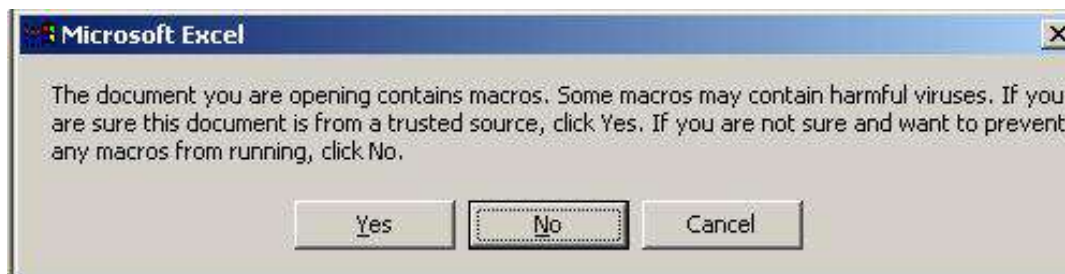 Microsoft Excel
The document you are opening contains macros. Some macros may contain harmful viruses. If you
are sure this document is from a trusted source, click Yes. If you are not sure and want to prevent
any macros from running, click No.
Yes No Cancel